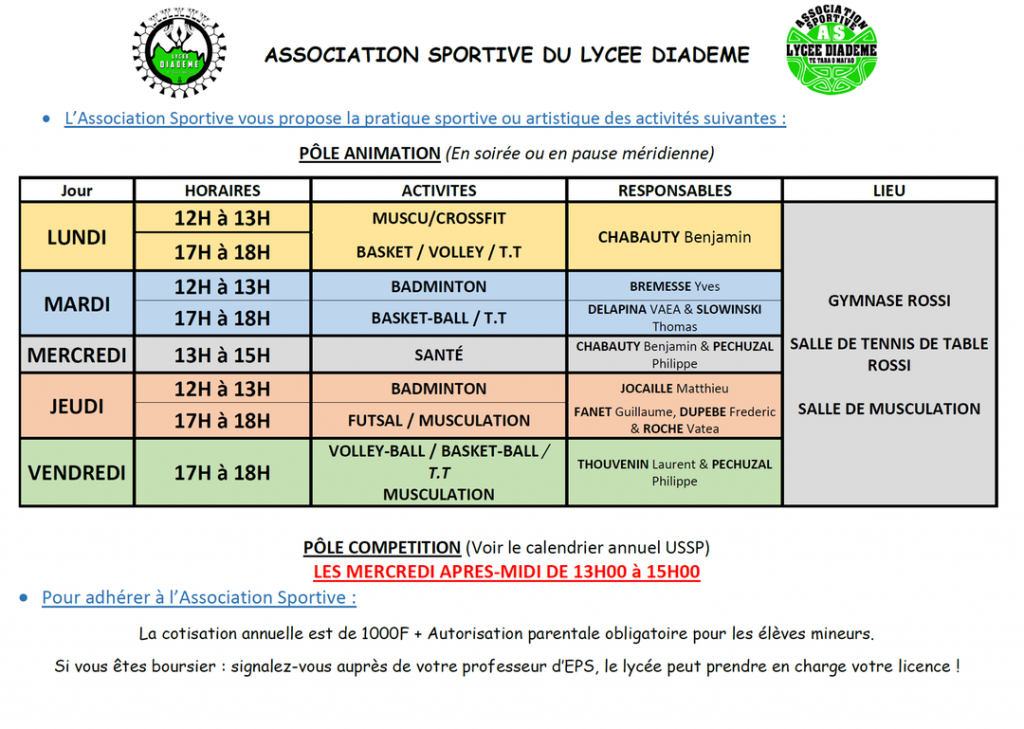 LYCEE
DIADEME
ASSOCIATION SPORTIVE DU LYCEE DIADEME
ASSOCIATION
SPORTIVE
AS
LYCEE DIADEME
TE TARA O MAI'AO
• L’Association Sportive vous propose la pratique sportive ou artistique des activités suivantes :
PÔLE ANIMATION (En soirée ou en pause méridienne)
Jour HORAIRES ACTIVITES RESPONSABLES LIEU
LUNDI
12H à 13H MUSCU/CROSSFIT
17H à 18H BASKET / VOLLEY / T.T
CHABAUTY Benjamin
MARDI
12H à 13H BADMINTON BREMESSE Yves
17H à 18H BASKET-BALL / T.T DELAPINA VAEA & SLOWINSKI
Thomas
MERCREDI 13H à 15H SANTÉ CHABAUTY Benjamin & PECHUZAL
Philippe
JEUDI
12H à 13H BADMINTON JOCAILLE Matthieu
17H à 18H FUTSAL / MUSCULATION FANET Guillaume, DUPEBE Frederic
& ROCHE Vatea
VENDREDI 17H à 18H
VOLLEY-BALL / BASKET-BALL /
T.T
MUSCULATION
THOUVENIN Laurent & PECHUZAL
Philippe
GYMNASE ROSSI
SALLE DE TENNIS DE TABLE
ROSSI
SALLE DE MUSCULATION
PÔLE COMPETITION (Voir le calendrier annuel USSP)
LES MERCREDI APRES-MIDI DE 13H00 à 15H00
• Pour adhérer à l’Association Sportive :
La cotisation annuelle est de 1000F + Autorisation parentale obligatoire pour les élèves mineurs.
Si vous êtes boursier : signalez-vous auprès de votre professeur d’EPS, le lycée peut prendre en charge votre licence !